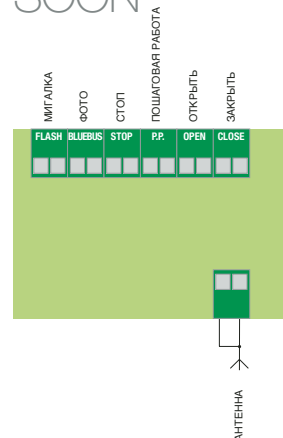 SOON
МИГАЛКА
ФОТО
СТОП
ПОШАГОВАЯ РАБОТА
ОТКРЫТЬ
ЗАКРЫТЬ
FLASH BLUEBUS STOP P.P. OPEN CLOSE
АНТЕННА